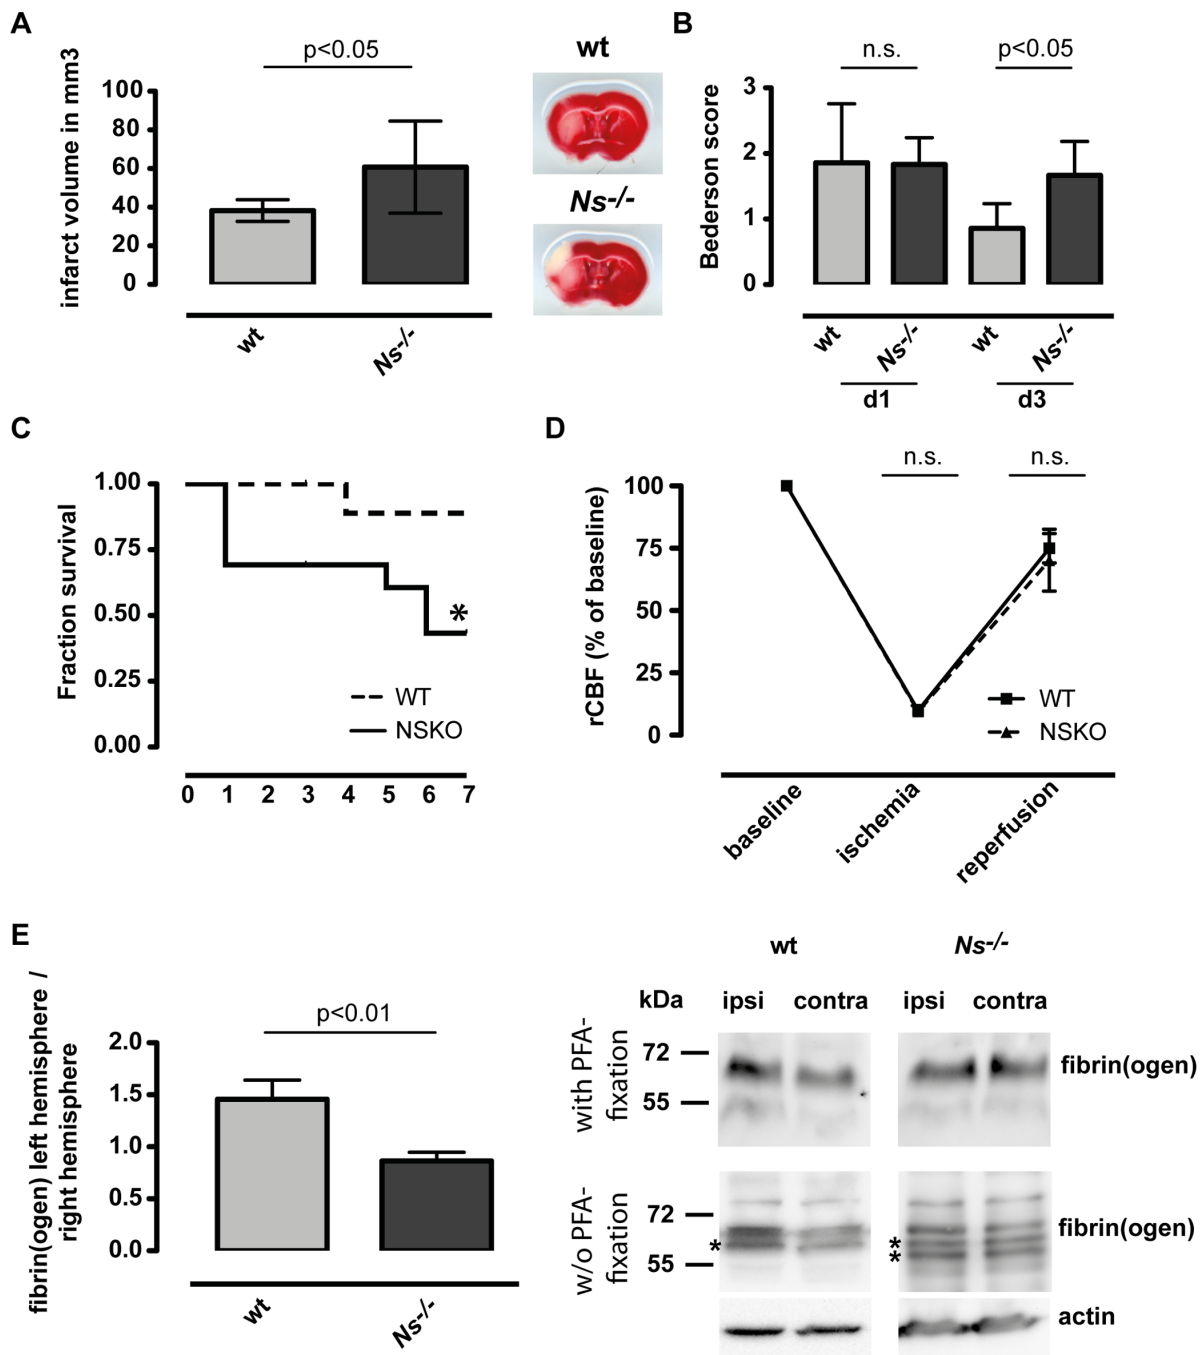 A
infarct volume in mm3
p<0.05
100
80
60
40
20
0
wt
Ns-/-
wt
Ns-/-
B
Bederson score
n.s.
p<0.05
3
2
1
0
wt
Ns-/-
wt
Ns-/-
d1
d3
C
Fraction survival
1.00
0.75
0.50
0.25
0.00
*
WT
NSKO
0 1 2 3 4 5 6 7
D
rCBF (% of baseline)
n.s.
n.s.
100
75
50
25
0
WT
NSKO
baseline
ischemia
reperfusion
E
fibrin(ogen) left hemisphere /
right hemisphere
p<0.01
2.0
1.5
1.0
0.5
0.0
wt
Ns-/-
wt
Ns-/-
kDa
ipsi contra
ipsi contra
with PFA-
fixation
72
55
fibrin(ogen)
w/o PFA-
fixation
72
55
*
*
*
fibrin(ogen)
actin